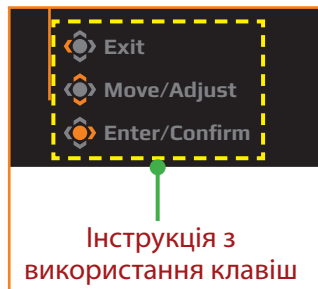 Exit
Move/Adjust
Enter/Confirm
Інструкція з
використання клавіш